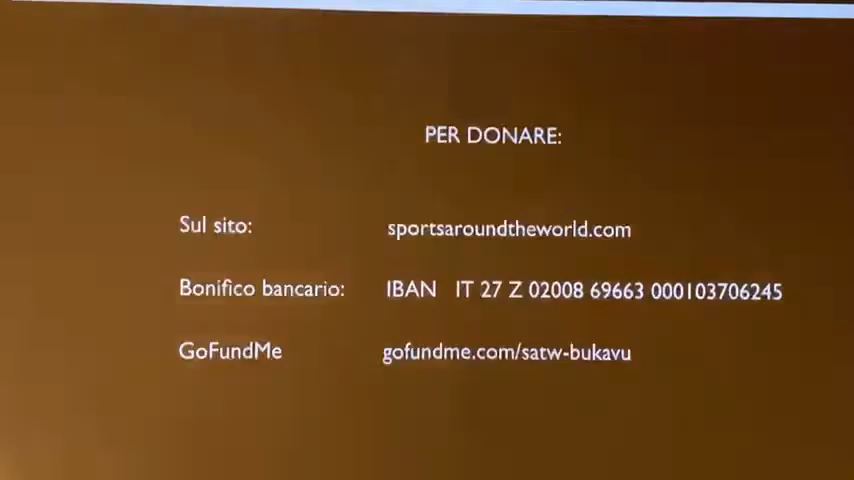 PER DONARE:
Sul sito: sportsaroundtheworld.com
Bonifico bancario: IBAN IT 27 Z 02008 69663 000103706245
GoFundMe gofundme.com/satw-bukavu